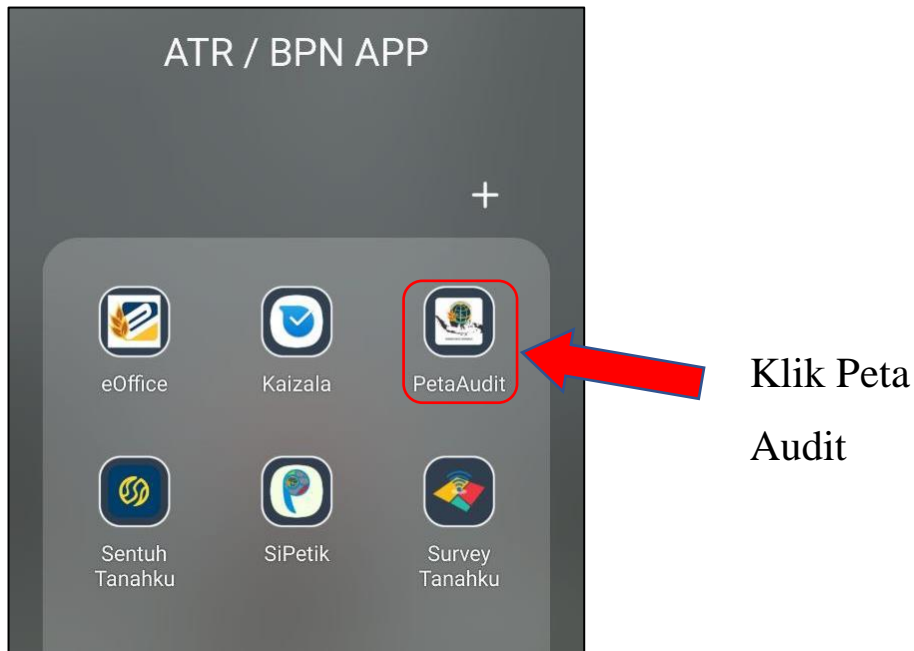 ATR / BPN APP
+
eOffice
Kaizala
PetaAudit
Klik Peta
Audit
Sentuh
Tanahku
SiPetik
Survey
Tanahku